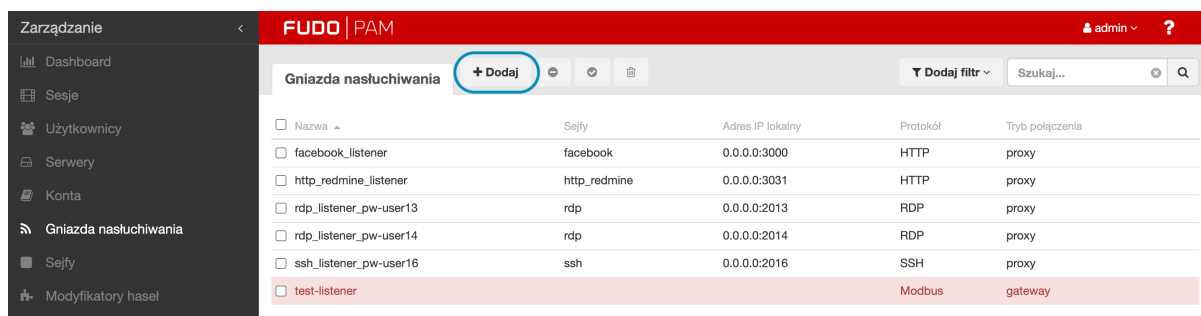 Zarządzanie
FUDO PAM
admin
?
Dashboard
Sesje
Użytkownicy
Serwery
Konta
Gniazda nasłuchiwania
Sejfy
Modyfikatory haseł
Gniazda nasłuchiwania
+ Dodaj
Dodaj filtr
Szukaj...
Nazwa Sejfy Adres IP lokalny Protokół Tryb połączenia
facebook_listener facebook 0.0.0.0:3000 HTTP proxy
http_redmine_listener http_redmine 0.0.0.0:3031 HTTP proxy
rdp_listener_pw-user13 rdp 0.0.0.0:2013 RDP proxy
rdp_listener_pw-user14 rdp 0.0.0.0:2014 RDP proxy
ssh_listener_pw-user16 ssh 0.0.0.0:2016 SSH proxy
test-listener Modbus gateway